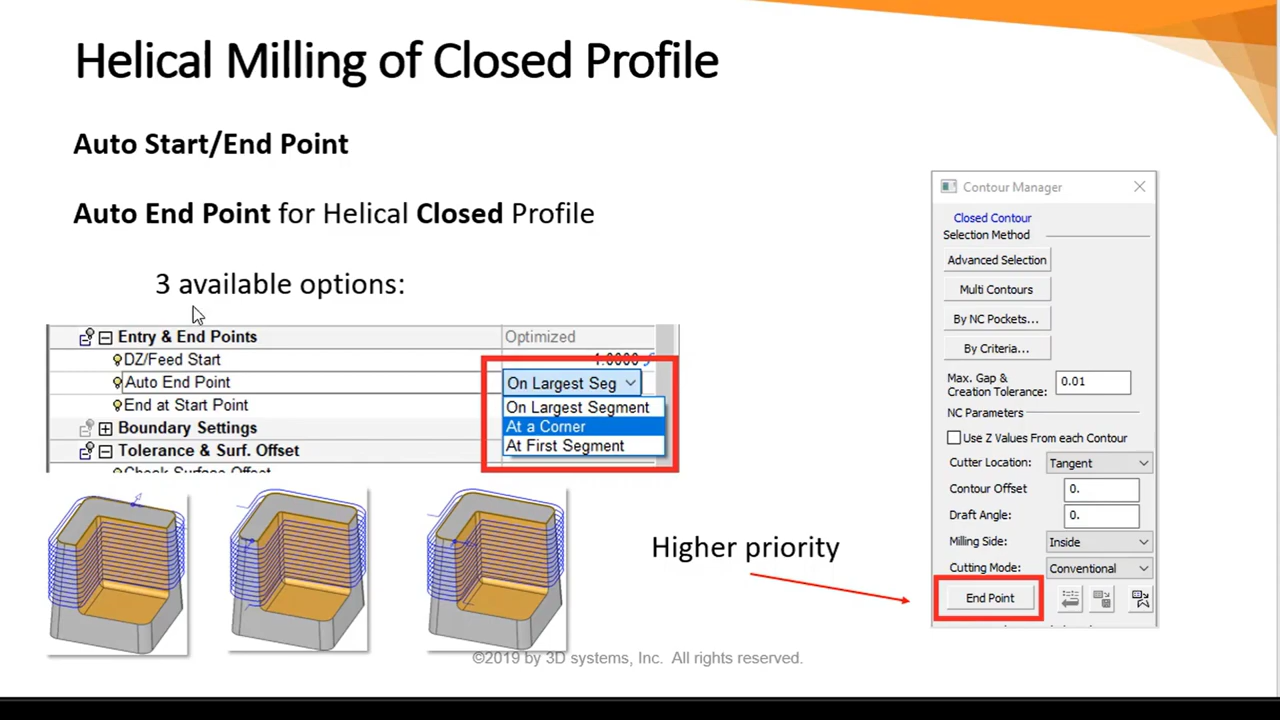 Helical Milling of Closed Profile
Auto Start/End Point
Auto End Point for Helical Closed Profile
3 available options:
Entry & End Points Optimized
DZ/Feed Start 1.0000
Auto End Point On Largest Seg
End at Start Point On Largest Segment
Boundary Settings At a Corner
Tolerance & Surf. Offset At First Segment
Check Surface Offset
Contour Manager
Closed Contour
Selection Method
Advanced Selection
Multi Contours
By NC Pockets...
By Criteria...
Max. Gap &
Creation Tolerance: 0.01
NC Parameters
Use Z Values From each Contour
Cutter Location: Tangent
Contour Offset 0.
Draft Angle: 0.
Milling Side: Inside
Cutting Mode: Conventional
End Point
Higher priority
©2019 by 3D systems, Inc. All rights reserved.